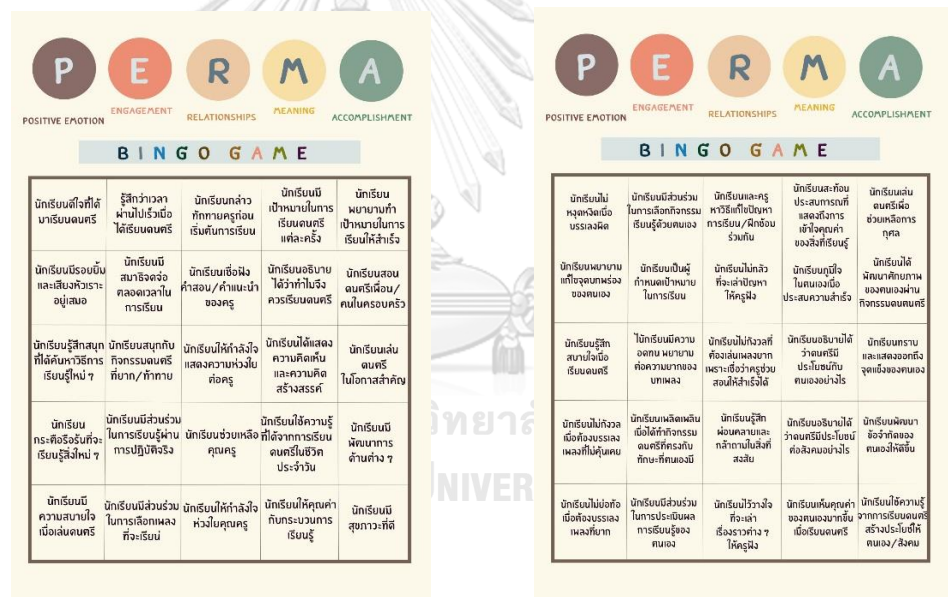 P E R M A
POSITIVE EMOTION
ENGAGEMENT
RELATIONSHIPS
MEANING
ACCOMPLISHMENT
BINGO GAME
นักเรียนดีใจที่ได้
มาเรียนดนตรี
รู้สึกว่าเวลา
ผ่านไปเร็วเมื่อ
ได้เรียนดนตรี
นักเรียนกล่าว
ทักทายครูก่อน
เริ่มต้นการเรียน
นักเรียนมี
เป้าหมายในการ
เรียนดนตรี
แต่ละครั้ง
นักเรียน
พยายามทำ
เป้าหมายในการ
เรียนให้สำเร็จ
นักเรียนมีรอยยิ้ม
และเสียงหัวเราะ
อยู่เสมอ
นักเรียนมี
สมาธิจดจ่อ
ตลอดเวลาใน
การเรียน
นักเรียนเชื่อฟัง
คำสอน/คำแนะนำ
ของครู
นักเรียนอธิบาย
ได้ว่าทำไมจึง
ควรเรียนดนตรี
นักเรียนสอน
ดนตรีเพื่อน/
คนในครอบครัว
นักเรียนรู้สึกสนุก
ที่ได้ค้นหาวิธีการ
เรียนรู้ใหม่ ๆ
นักเรียนสนุกกับ
กิจกรรมดนตรี
ที่ยาก/ท้าทาย
นักเรียนให้กำลังใจ
แสดงความห่วงใย
ต่อครู
นักเรียนได้แสดง
ความคิดเห็น
และความคิด
สร้างสรรค์
นักเรียนเล่น
ดนตรี
ในโอกาสสำคัญ
นักเรียน
กระตือรือร้นที่จะ
เรียนรู้สิ่งใหม่ ๆ
นักเรียนมีส่วนร่วม
ในการเรียนรู้ผ่าน
การปฏิบัติจริง
นักเรียนช่วยเหลือ
คุณครู
นักเรียนใช้ความรู้
ที่ได้จากการเรียน
ดนตรีในชีวิต
ประจำวัน
นักเรียนมี
พัฒนาการ
ด้านต่าง ๆ
นักเรียนมี
ความสบายใจ
เมื่อเล่นดนตรี
นักเรียนมีส่วนร่วม
ในการเลือกเพลง
ที่จะเรียน
นักเรียนให้กำลังใจ
ห่วงใยคุณครู
นักเรียนให้คุณค่า
กับกระบวนการ
เรียนรู้
นักเรียนมี
สุขภาวะที่ดี
P E R M A
POSITIVE EMOTION
ENGAGEMENT
RELATIONSHIPS
MEANING
ACCOMPLISHMENT
BINGO GAME
นักเรียนไม่
หงุดหงิดเมื่อ
บรรเลงผิด
นักเรียนมีส่วนร่วม
ในการเลือกกิจกรรม
เรียนรู้ด้วยตนเอง
นักเรียนและครู
หาวิธีแก้ไขปัญหา
การเรียน/ฝึกซ้อม
ร่วมกัน
นักเรียนสะท้อน
ประสบการณ์ที่
แสดงถึงการ
เข้าใจคุณค่า
ของสิ่งที่เรียนรู้
นักเรียนเล่น
ดนตรีเพื่อ
ช่วยเหลือการ
กุศล
นักเรียนพยายาม
แก้ไขจุดบกพร่อง
ของตนเอง
นักเรียนเป็นผู้
กำหนดเป้าหมาย
ในการเรียน
นักเรียนไม่กลัว
ที่จะเล่าปัญหา
ให้ครูฟัง
นักเรียนภูมิใจ
ในตนเองเมื่อ
ประสบความสำเร็จ
นักเรียนได้
พัฒนาศักยภาพ
ของตนเองผ่าน
กิจกรรมดนตนตรี
นักเรียนรู้สึก
สบายใจเมื่อ
เรียนดนตรี
ไนักเรียนมีความ
อดทน พยายาม
ต่อความยากของ
บทเพลง
นักเรียนไม่กังวลที่
ต้องเล่นเพลงยาก
เพราะเชื่อว่าครูช่วย
สอนให้สำเร็จได้
นักเรียนอธิบายได้
ว่าดนตรีมี
ประโยชน์กับ
ตนเองอย่างไร
นักเรียนทราบ
และแสดงออกถึง
จุดแข็งของตนเอง
นักเรียนไม่กังวล
เมื่อต้องบรรเลง
เพลงที่ไม่คุ้นเคย
นักเรียนเพลิดเพลิน
เมื่อได้ทำกิจกรรม
ดนตรีที่ตรงกับ
ทักษะที่ตนเองมี
นักเรียนรู้สึก
ผ่อนคลายและ
กล้าถามในสิ่งที่
สงสัย
นักเรียนอธิบายได้
ว่าดนตรีมีประโยชน์
ต่อสังคมอย่างไร
นักเรียนพัฒนา
ข้อจำกัดของ
ตนเองให้ดีขึ้น
นักเรียนไม่ย่อท้อ
เมื่อต้องบรรเลง
เพลงที่ยาก
นักเรียนมีส่วนร่วม
ในการประเมินผล
การเรียนรู้ของ
ตนเอง
นักเรียนไว้วางใจ
ที่จะเล่า
เรื่องราวต่าง ๆ
ให้ครูฟัง
นักเรียนเห็นคุณค่า
ของตนเองมากขึ้น
เมื่อเรียนดนตรี
นักเรียนใช้ความรู้
จากการเรียนดนตรี
สร้างประโยชน์ให้
ตนเอง/สังคม